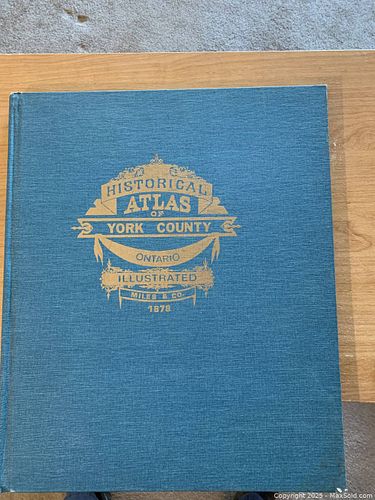 HISTORICAL
ATLAS
OF
YORK COUNTY
ONTARIO
ILLUSTRATED
MILES & CO.
1878
Copyright 2025 - MaxSold.com